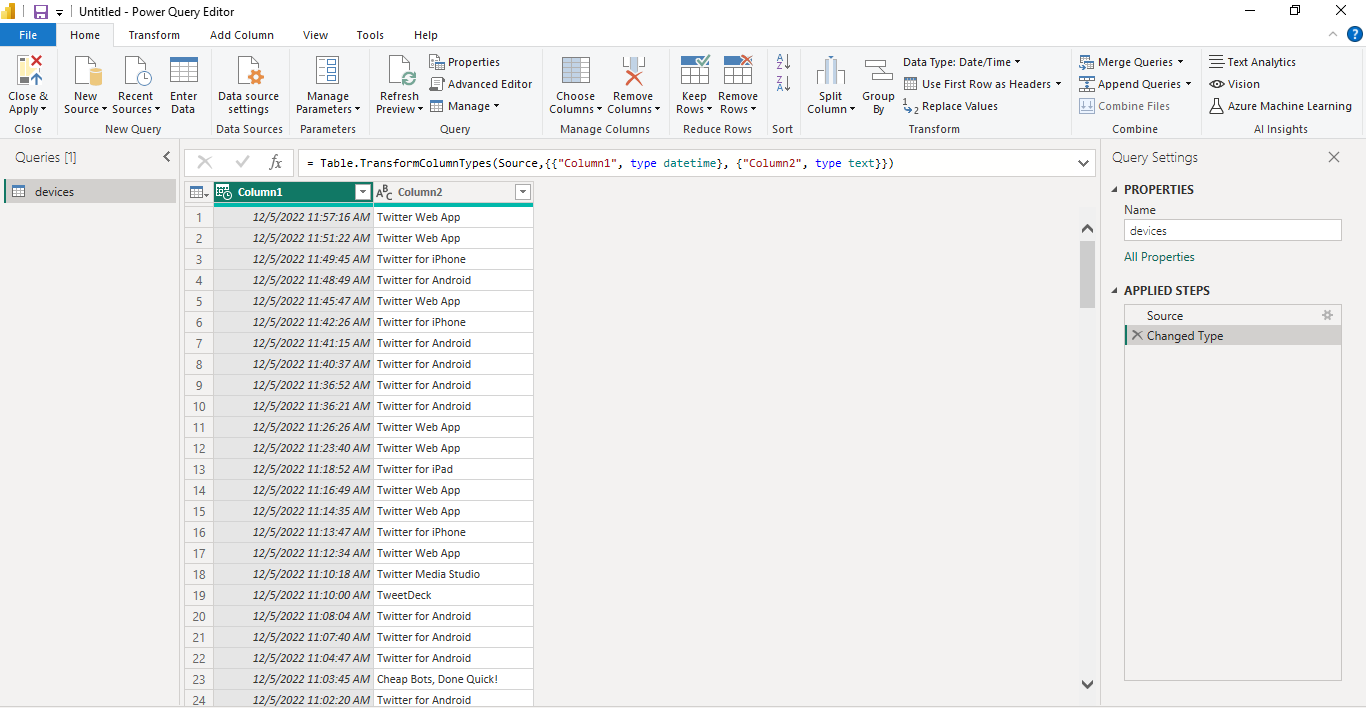 Untitled - Power Query Editor
File Home Transform Add Column View Tools Help
Close & Apply
New Source
Recent Sources
Enter Data
Data source settings
Manage Parameters
Refresh Preview
Properties
Advanced Editor
Manage
Choose Columns
Remove Columns
Keep Rows
Remove Rows
Split Column
Group By
Data Type: Date/Time
Use First Row as Headers
Replace Values
Merge Queries
Append Queries
Combine Files
Text Analytics
Vision
Azure Machine Learning
Close New Query Data Sources Parameters Query Manage Columns Reduce Rows Sort Transform Combine AI Insights
Queries [1]
devices
fx = Table.TransformColumnTypes(Source,{{"Column1", type datetime}, {"Column2", type text}})
Column1 ABC Column2
1 12/5/2022 11:57:16 AM Twitter Web App
2 12/5/2022 11:51:22 AM Twitter Web App
3 12/5/2022 11:49:45 AM Twitter for iPhone
4 12/5/2022 11:48:49 AM Twitter for Android
5 12/5/2022 11:45:47 AM Twitter Web App
6 12/5/2022 11:42:26 AM Twitter for iPhone
7 12/5/2022 11:41:15 AM Twitter for Android
8 12/5/2022 11:40:37 AM Twitter for Android
9 12/5/2022 11:36:52 AM Twitter for Android
10 12/5/2022 11:36:21 AM Twitter for Android
11 12/5/2022 11:26:26 AM Twitter Web App
12 12/5/2022 11:23:40 AM Twitter Web App
13 12/5/2022 11:18:52 AM Twitter for iPad
14 12/5/2022 11:16:49 AM Twitter Web App
15 12/5/2022 11:14:35 AM Twitter Web App
16 12/5/2022 11:13:47 AM Twitter for iPhone
17 12/5/2022 11:12:34 AM Twitter Web App
18 12/5/2022 11:10:18 AM Twitter Media Studio
19 12/5/2022 11:10:00 AM TweetDeck
20 12/5/2022 11:08:04 AM Twitter for Android
21 12/5/2022 11:07:40 AM Twitter for Android
22 12/5/2022 11:04:47 AM Twitter for Android
23 12/5/2022 11:03:45 AM Cheap Bots, Done Quick!
24 12/5/2022 11:02:20 AM Twitter for Android
Query Settings
PROPERTIES
Name
devices
All Properties
APPLIED STEPS
Source
Changed Type